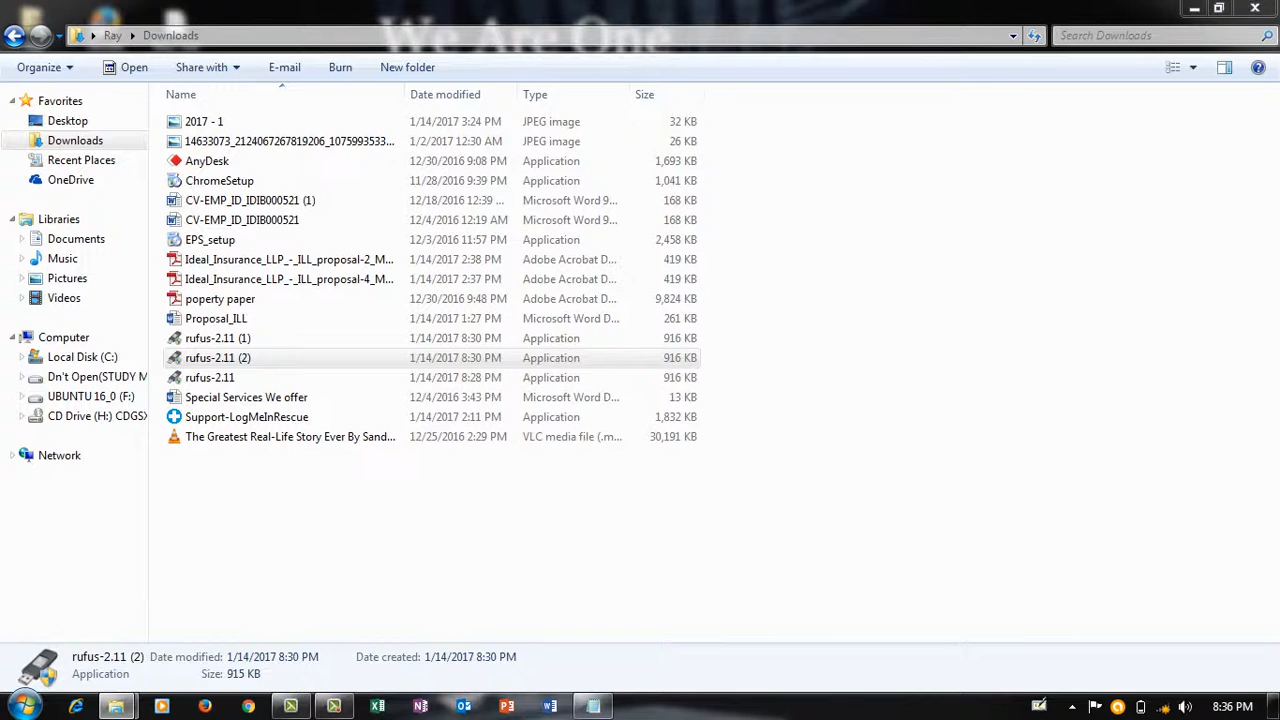 We Are One
Ray Downloads Search Downloads
Organize Open Share with E-mail Burn New folder
Name Date modified Type Size
Favorites
Desktop
Downloads
Recent Places
OneDrive
Libraries
Documents
Music
Pictures
Videos
Computer
Local Disk (C:)
Dn't Open(STUDY M
UBUNTU 16_0 (F:)
CD Drive (H:) CDGS
Network
2017 - 1 1/14/2017 3:24 PM JPEG image 32 KB
14633073_2124067267819206_1075993533... 1/2/2017 12:30 AM JPEG image 26 KB
AnyDesk 12/30/2016 9:08 PM Application 1,693 KB
ChromeSetup 11/28/2016 9:39 PM Application 1,041 KB
CV-EMP_ID_IDIB000521 (1) 12/18/2016 12:39 ... Microsoft Word 9... 168 KB
CV-EMP_ID_IDIB000521 12/4/2016 12:19 AM Microsoft Word 9... 168 KB
EPS_setup 12/3/2016 11:57 PM Application 2,458 KB
Ideal_Insurance_LLP_-_ILL_proposal-2_M... 1/14/2017 2:38 PM Adobe Acrobat D... 419 KB
Ideal_Insurance_LLP_-_ILL_proposal-4_M... 1/14/2017 2:37 PM Adobe Acrobat D... 419 KB
poperty paper 12/30/2016 9:48 PM Adobe Acrobat D... 9,824 KB
Proposal_ILL 1/14/2017 1:27 PM Microsoft Word D... 261 KB
rufus-2.11 (1) 1/14/2017 8:30 PM Application 916 KB
rufus-2.11 (2) 1/14/2017 8:30 PM Application 916 KB
rufus-2.11 1/14/2017 8:28 PM Application 916 KB
Special Services We offer 12/4/2016 3:43 PM Microsoft Word D... 13 KB
Support-LogMeInRescue 1/14/2017 2:11 PM Application 1,832 KB
The Greatest Real-Life Story Ever By Sand... 12/25/2016 2:29 PM VLC media file (.m... 30,191 KB
rufus-2.11 (2) Date modified: 1/14/2017 8:30 PM Date created: 1/14/2017 8:30 PM
Application Size: 915 KB
8:36 PM